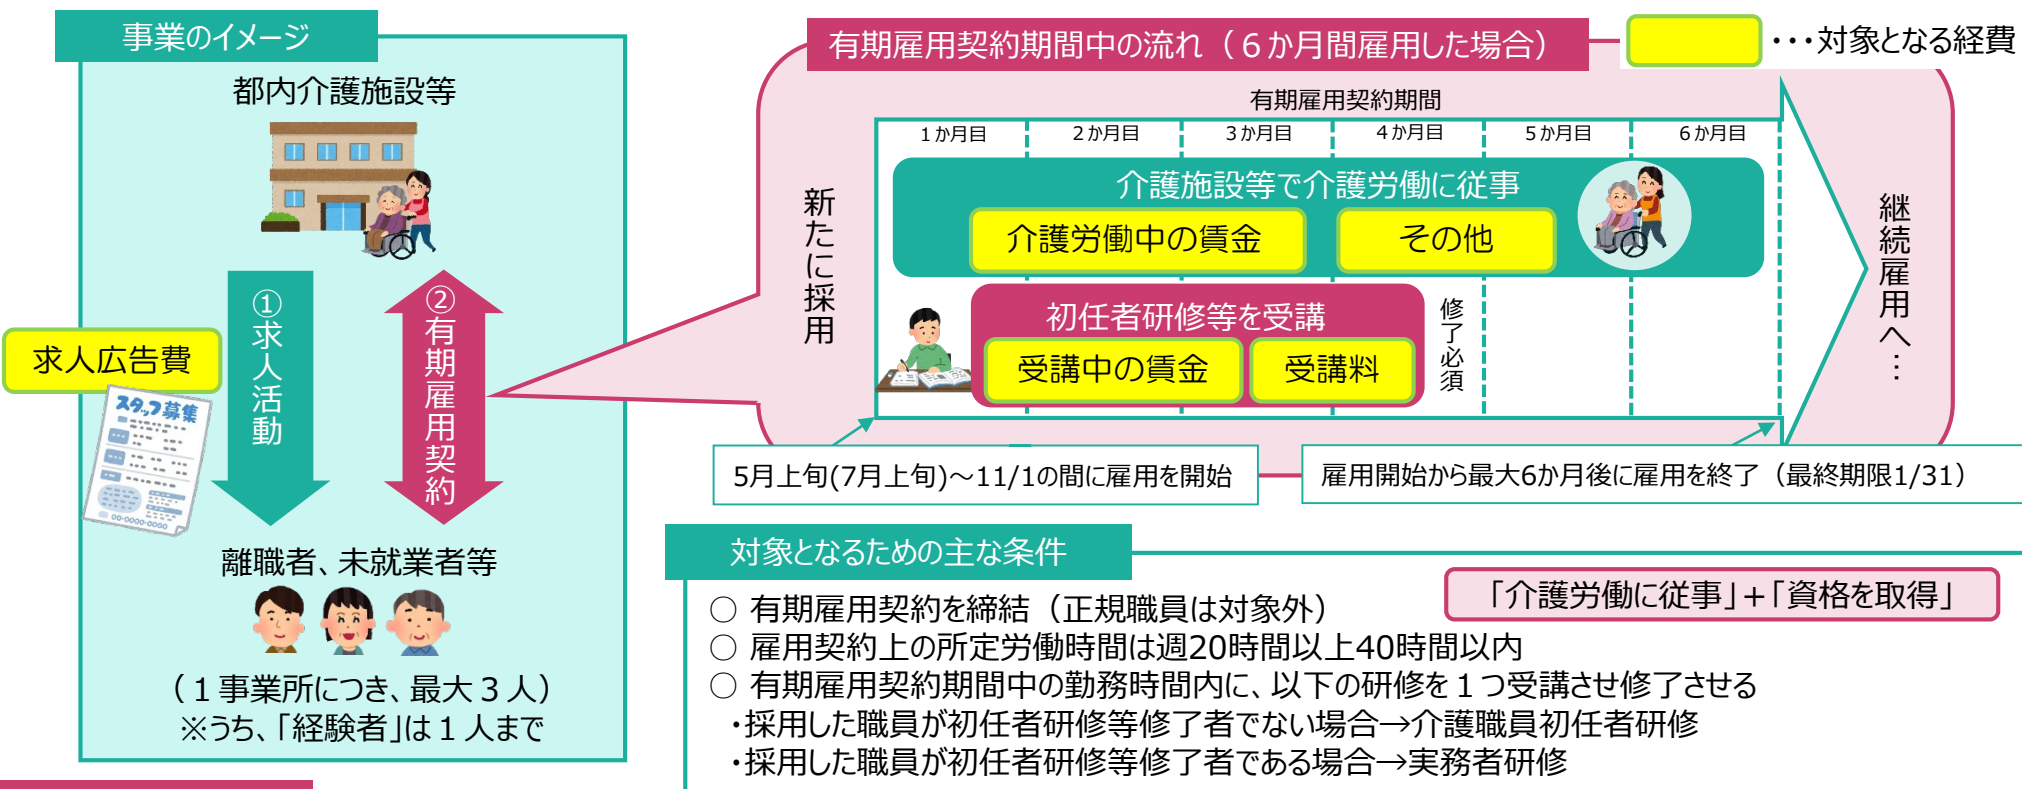 事業のイメージ
都内介護施設等
①求人活動
②有期雇用契約
求人広告費
スタッフ募集
00-0000-0000
離職者、未就業者等
（１事業所につき、最大３人）
※うち、「経験者」は１人まで
有期雇用契約期間中の流れ（６か月間雇用した場合）
・・・対象となる経費
有期雇用契約期間
１か月目
２か月目
３か月目
４か月目
５か月目
６か月目
新たに採用
介護施設等で介護労働に従事
介護労働中の賃金
その他
初任者研修等を受講
受講中の賃金
受講料
修了必須
継続雇用へ…
5月上旬(7月上旬)～11/1の間に雇用を開始
雇用開始から最大6か月後に雇用を終了（最終期限1/31）
対象となるための主な条件
「介護労働に従事」＋「資格を取得」
○ 有期雇用契約を締結（正規職員は対象外）
○ 雇用契約上の所定労働時間は週20時間以上40時間以内
○ 有期雇用契約期間中の勤務時間内に、以下の研修を１つ受講させ修了させる
・採用した職員が初任者研修等修了者でない場合→介護職員初任者研修
・採用した職員が初任者研修等修了者である場合→実務者研修